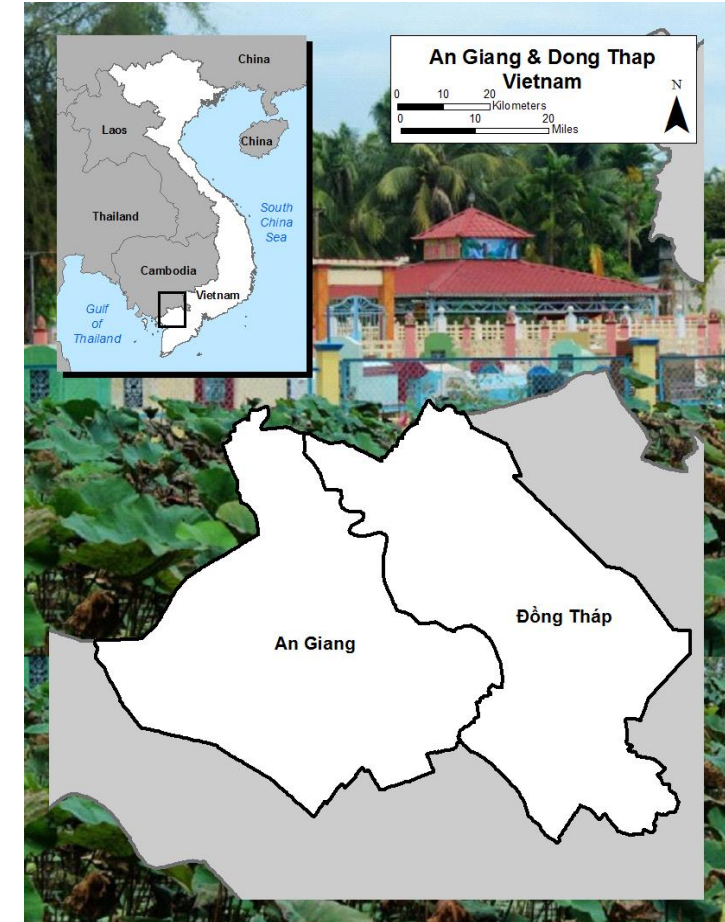 An Giang & Dong Thap
Vietnam
N
0 10 20 Kilometers
0 10 20 Miles
China
Laos
China
Thailand
South
China
Sea
Cambodia
Vietnam
Gulf
of
Thailand
Đồng Tháp
An Giang